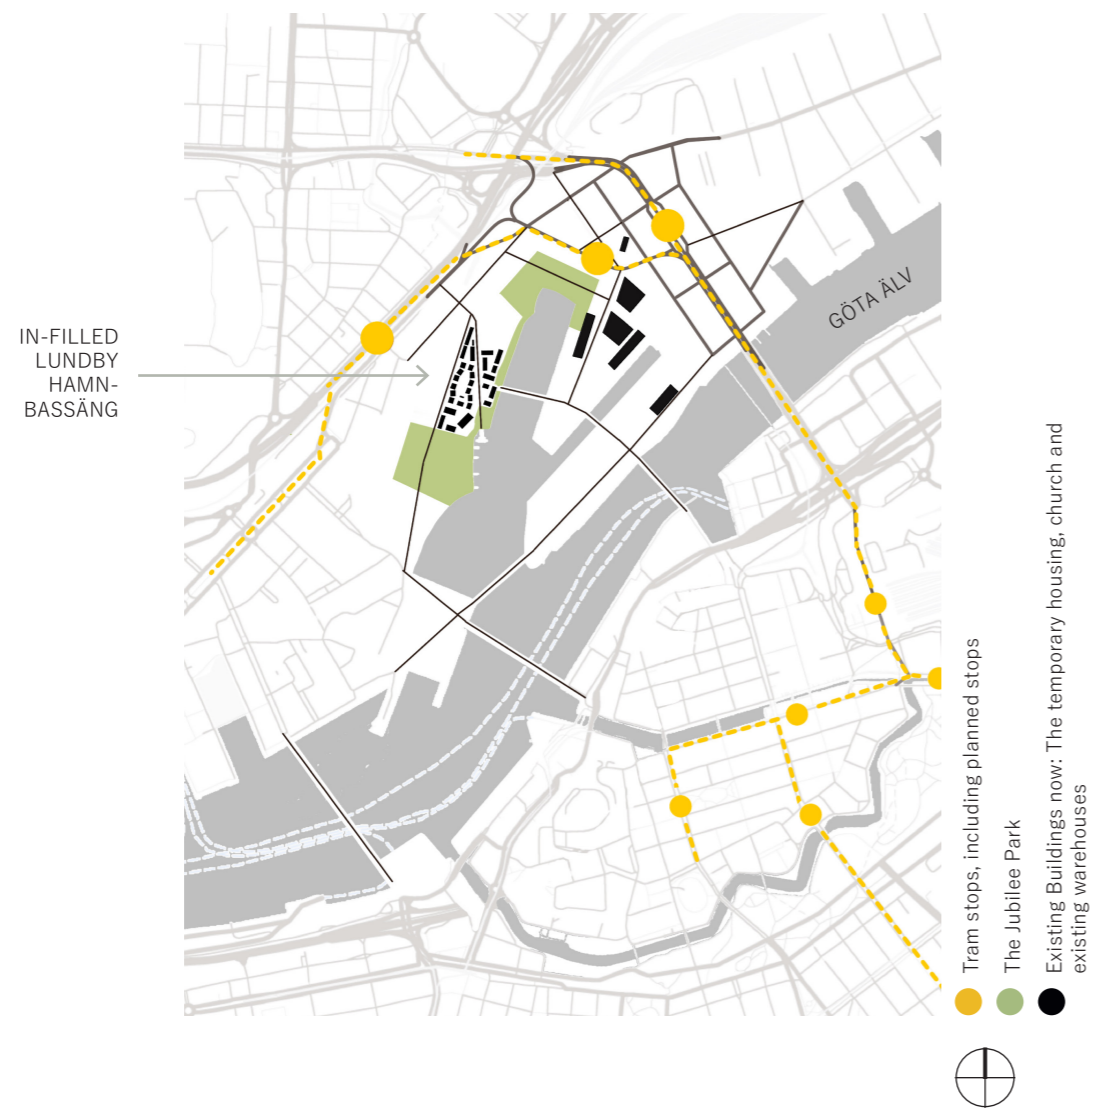 IN-FILLED
LUNDBY
HAMN-
BASSÄNG
GÖTA ÄLV
Tram stops, including planned stops
The Jubilee Park
Existing Buildings now: The temporary housing, church and
existing warehouses